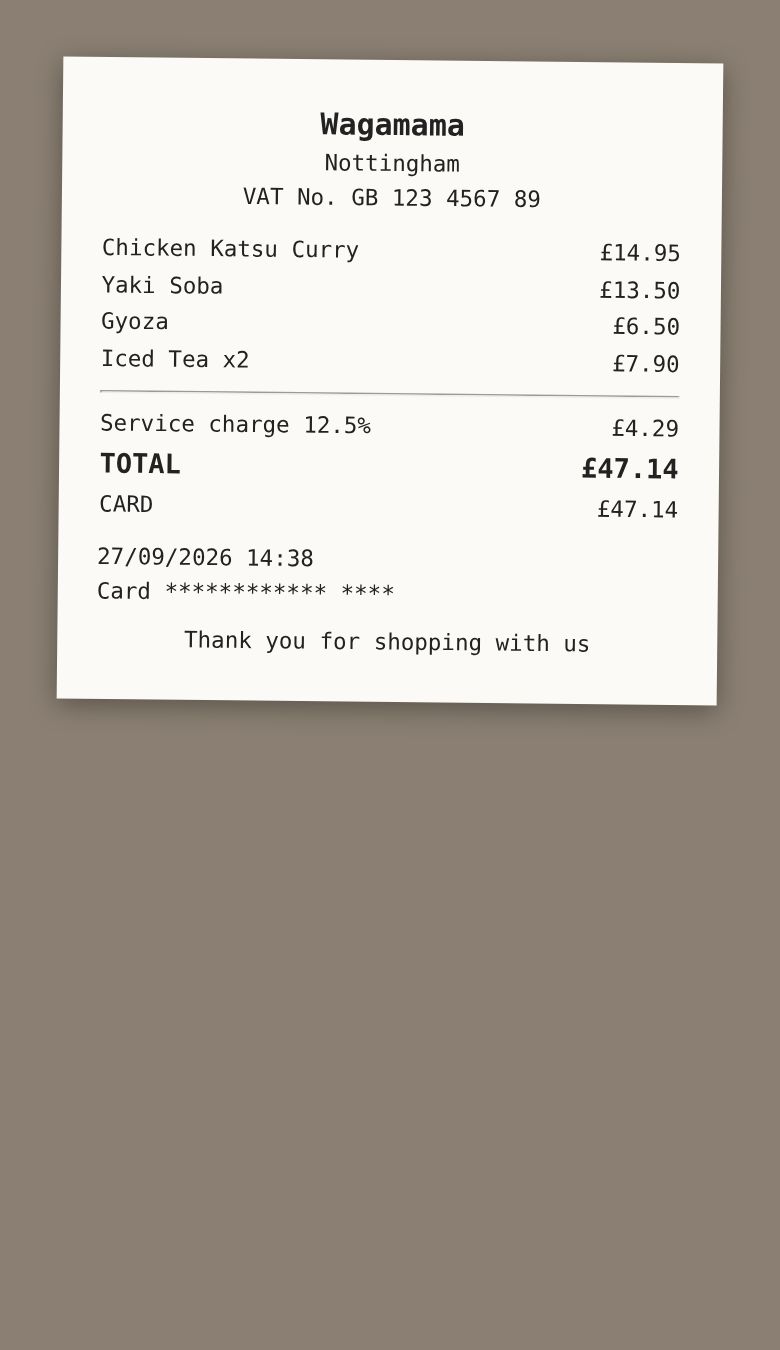 Wagamama
Nottingham
VAT No. GB 123 4567 89
Chicken Katsu Curry £14.95
Yaki Soba £13.50
Gyoza £6.50
Iced Tea x2 £7.90
Service charge 12.5% £4.29
TOTAL £47.14
CARD £47.14
27/09/2026 14:38
Card ************ ****
Thank you for shopping with us